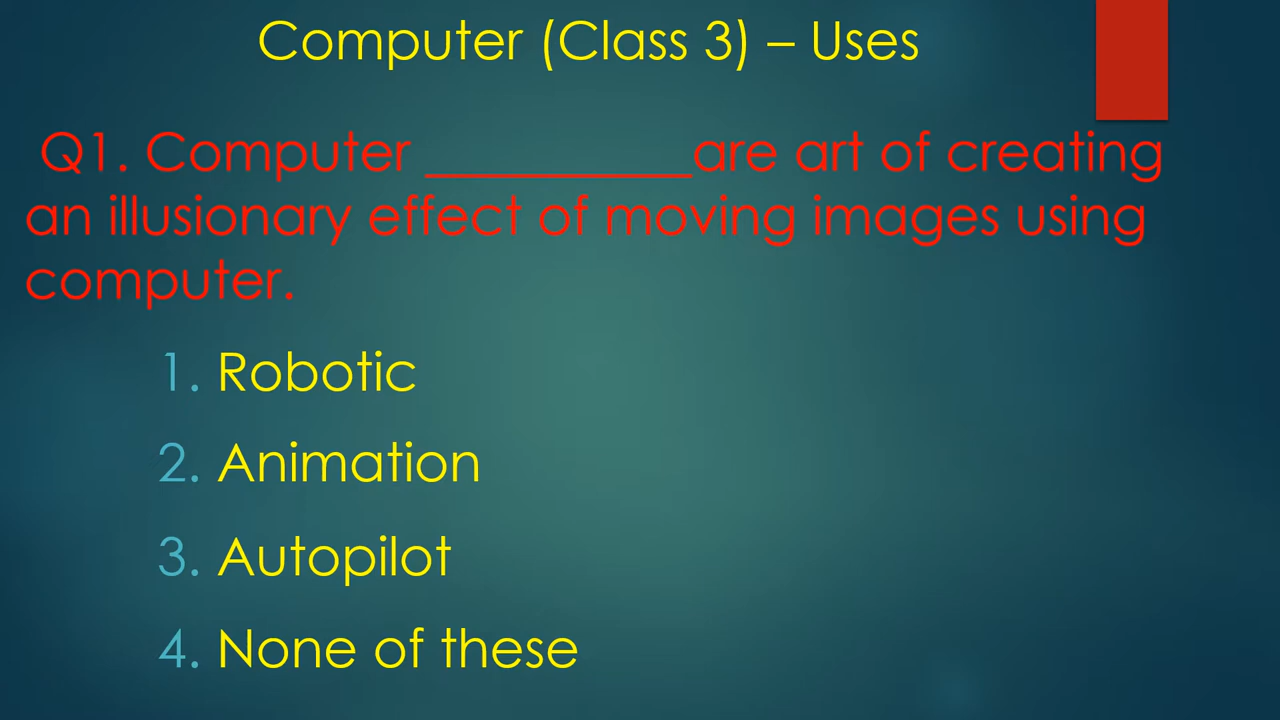 Computer (Class 3) – Uses
Q1. Computer __________are art of creating
an illusionary effect of moving images using
computer.
1. Robotic
2. Animation
3. Autopilot
4. None of these